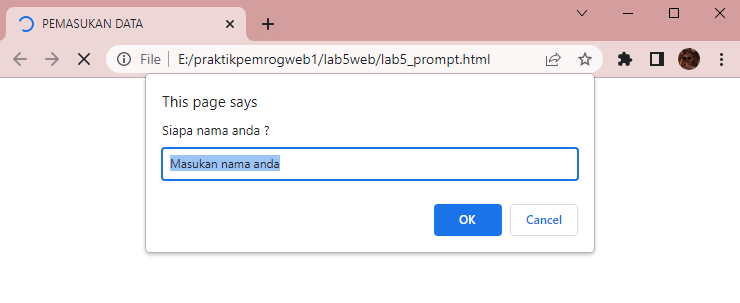 PEMASUKAN DATA
File
E:/praktikpemrogweb1/lab5web/lab5_prompt.html
This page says
Siapa nama anda ?
Masukan nama anda
OK
Cancel